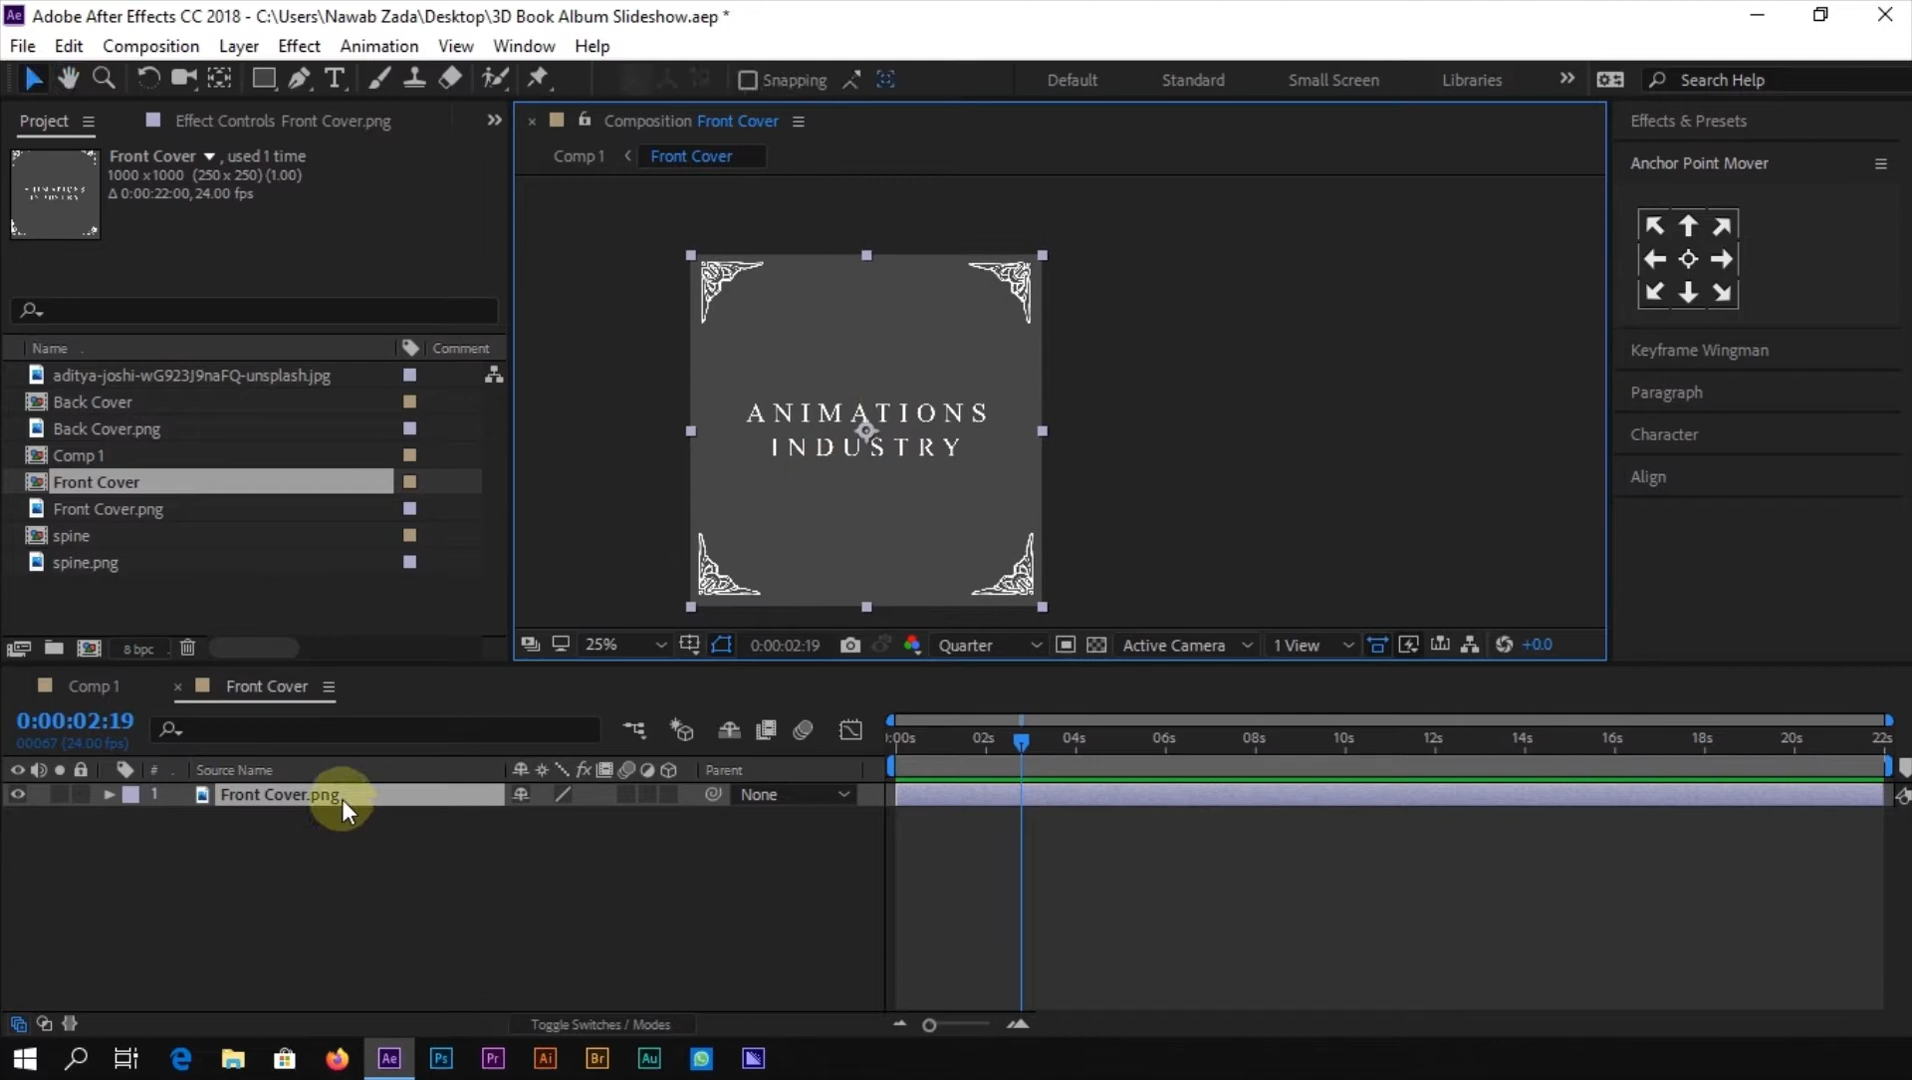 Adobe After Effects CC 2018 - C:\Users\Nawab Zada\Desktop\3D Book Album Slideshow.aep *
File Edit Composition Layer Effect Animation View Window Help
Snapping Default Standard Small Screen Libraries Search Help
Project Effect Controls Front Cover.png
Front Cover , used 1 time
1000 x1000 (250 x 250) (1.00)
Δ 0:00:22:00, 24.00 fps
Name Comment
aditya-joshi-wG923J9naFQ-unsplash.jpg
Back Cover
Back Cover.png
Comp 1
Front Cover
Front Cover.png
spine
spine.png
8 bpc
Composition Front Cover
Comp 1 Front Cover
ANIMATIONS
INDUSTRY
25% 0:00:02:19 Quarter Active Camera 1 View +0.0
Effects & Presets
Anchor Point Mover
Keyframe Wingman
Paragraph
Character
Align
Comp 1 Front Cover
0:00:02:19
00067 (24.00 fps)
:00s 02s 04s 06s 08s 10s 12s 14s 16s 18s 20s 22s
# Source Name Parent
1 Front Cover.png None
Toggle Switches / Modes
Ae Ps Pr Ai Br Au